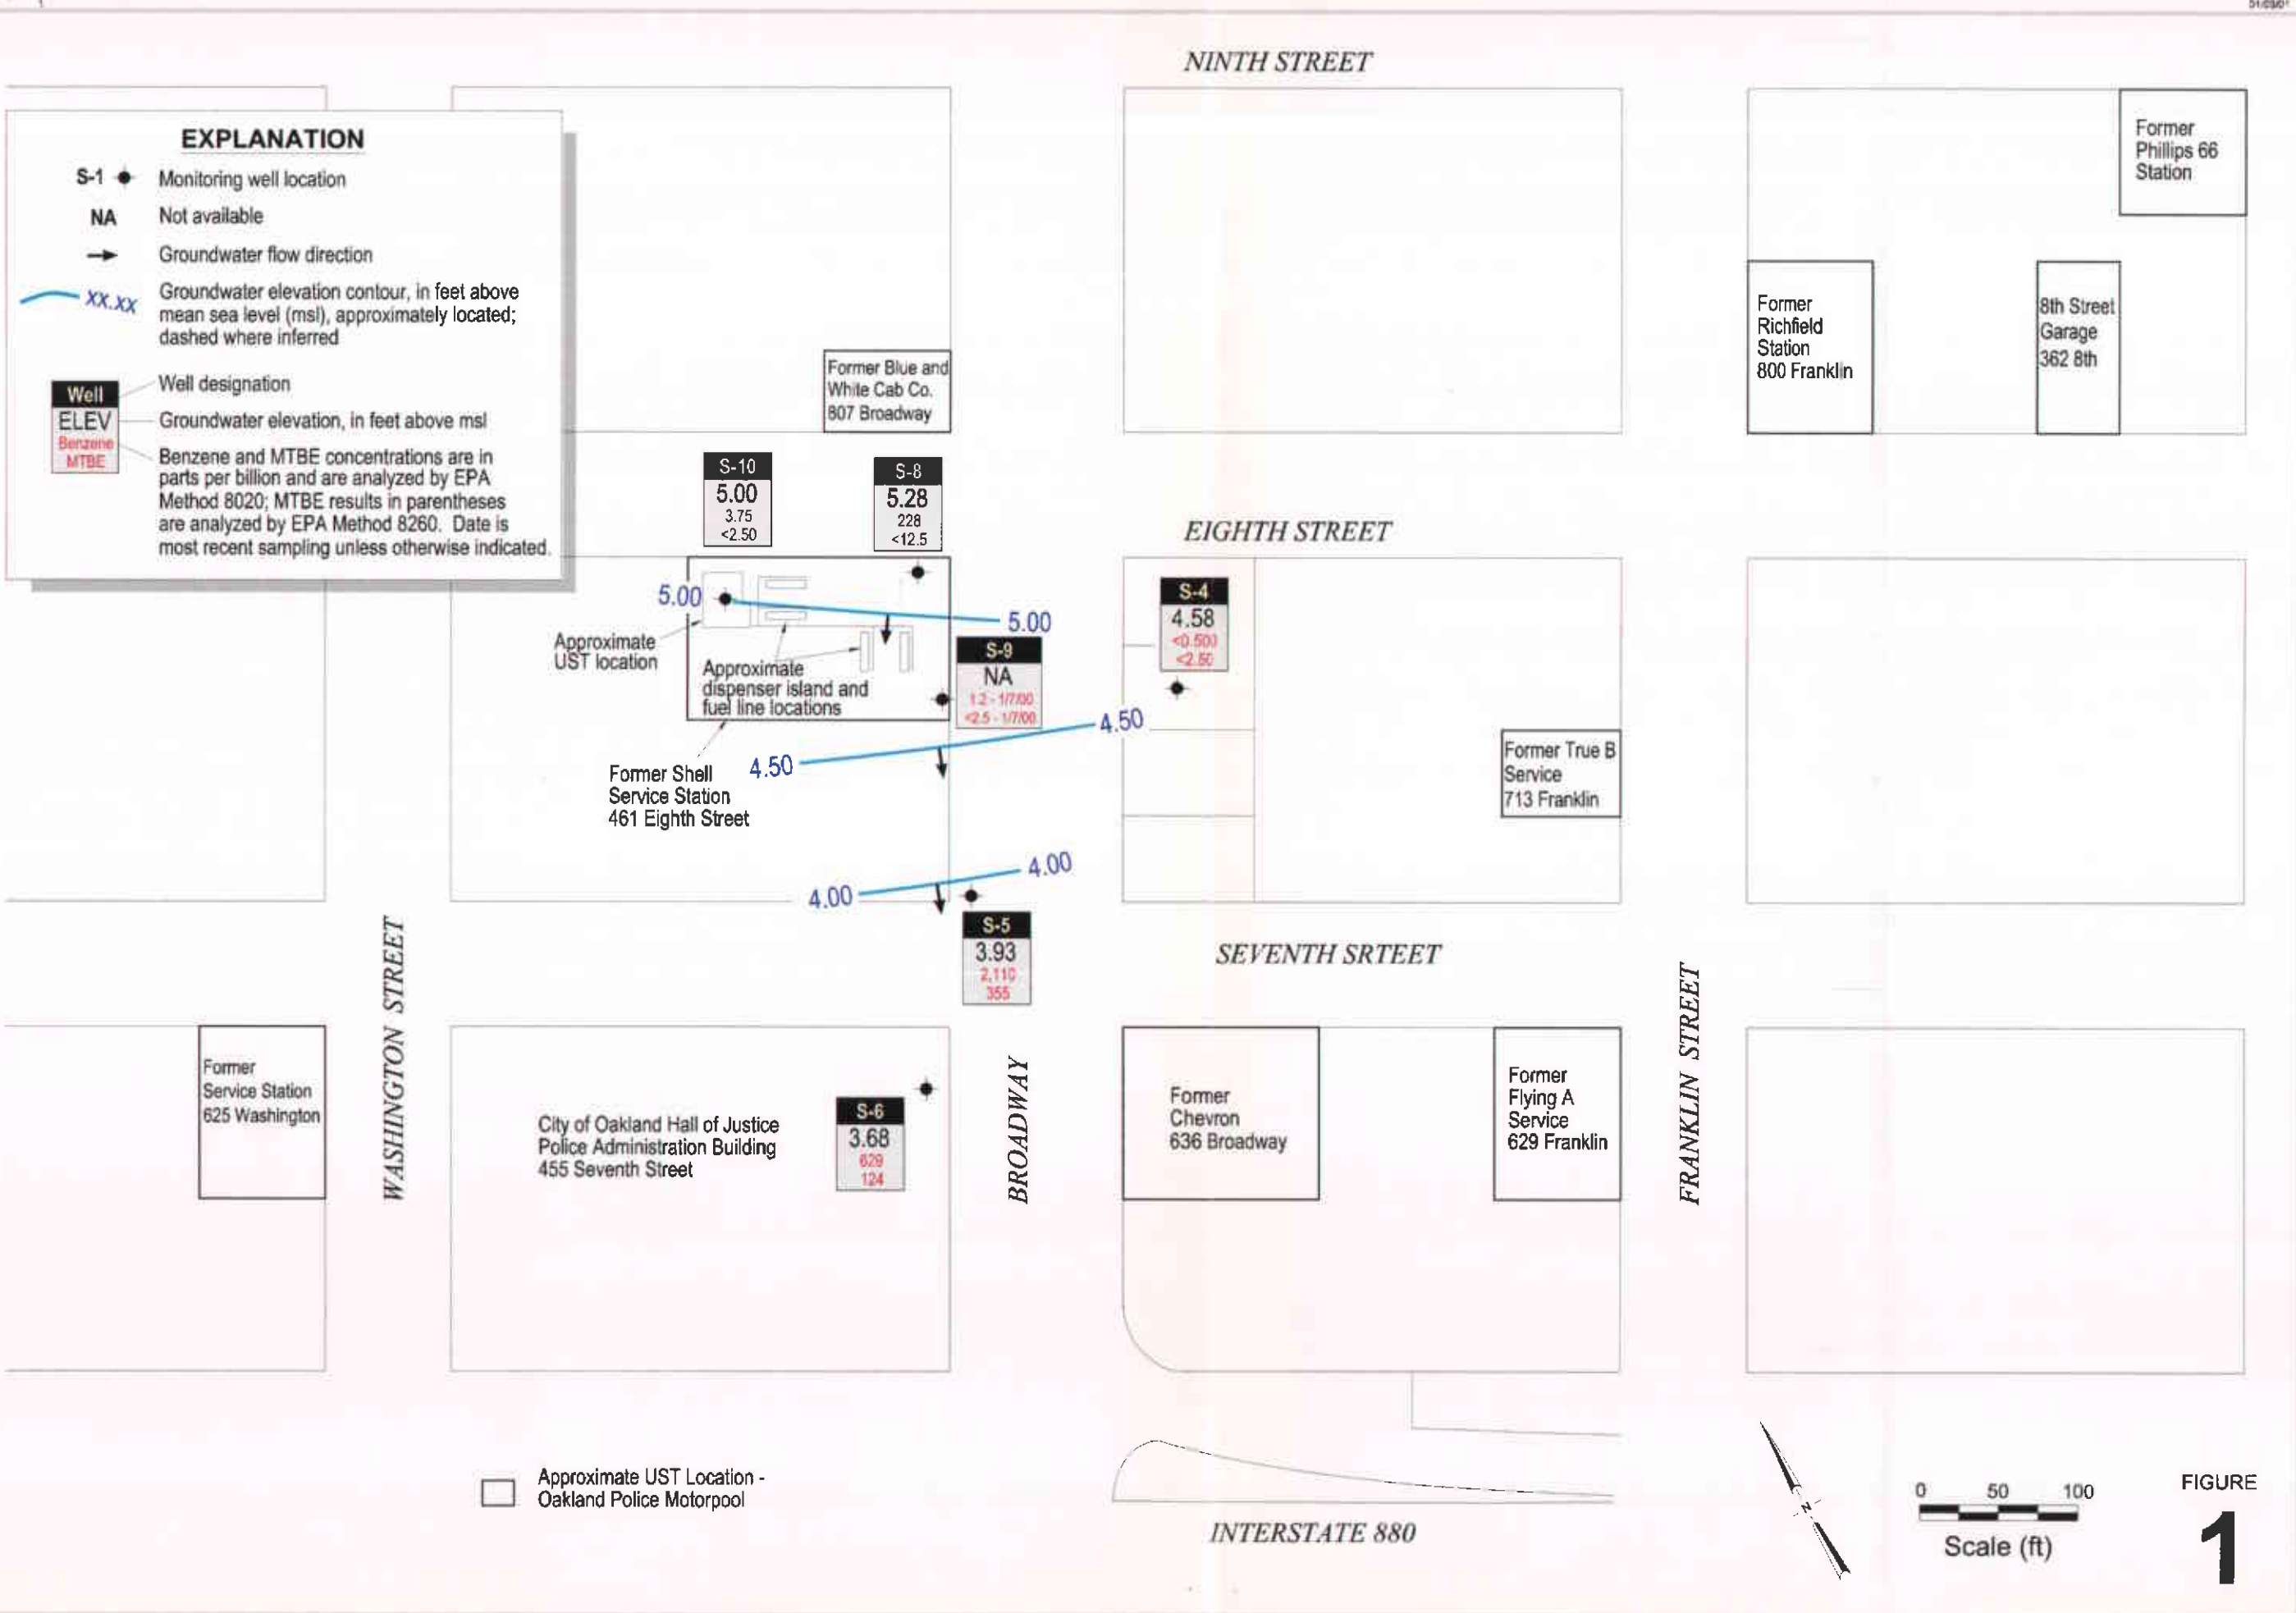 01/03/01
NINTH STREET
EXPLANATION
S-1 Monitoring well location
NA Not available
Groundwater flow direction
XX.XX Groundwater elevation contour, in feet above
mean sea level (msl), approximately located;
dashed where inferred
Well Well designation
ELEV Groundwater elevation, in feet above msl
Benzene
MTBE
Benzene and MTBE concentrations are in
parts per billion and are analyzed by EPA
Method 8020; MTBE results in parentheses
are analyzed by EPA Method 8260. Date is
most recent sampling unless otherwise indicated.
Former
Phillips 66
Station
Former
Richfield
Station
800 Franklin
8th Street
Garage
362 8th
Former Blue and
White Cab Co.
807 Broadway
S-10
5.00
3.75
<2.50
S-8
5.28
228
<12.5
EIGHTH STREET
5.00
5.00
Approximate
UST location
Approximate
dispenser island and
fuel line locations
S-9
NA
1.2 - 1/7/00
<2.5 - 1/7/00
S-4
4.58
<0.500
<2.50
4.50
4.50
Former Shell
Service Station
461 Eighth Street
Former True B
Service
713 Franklin
4.00
4.00
S-5
3.93
2,110
355
SEVENTH SRTEET
WASHINGTON STREET
BROADWAY
FRANKLIN STREET
Former
Service Station
625 Washington
City of Oakland Hall of Justice
Police Administration Building
455 Seventh Street
S-6
3.68
629
124
Former
Chevron
636 Broadway
Former
Flying A
Service
629 Franklin
Approximate UST Location -
Oakland Police Motorpool
INTERSTATE 880
N
0 50 100
Scale (ft)
FIGURE
1